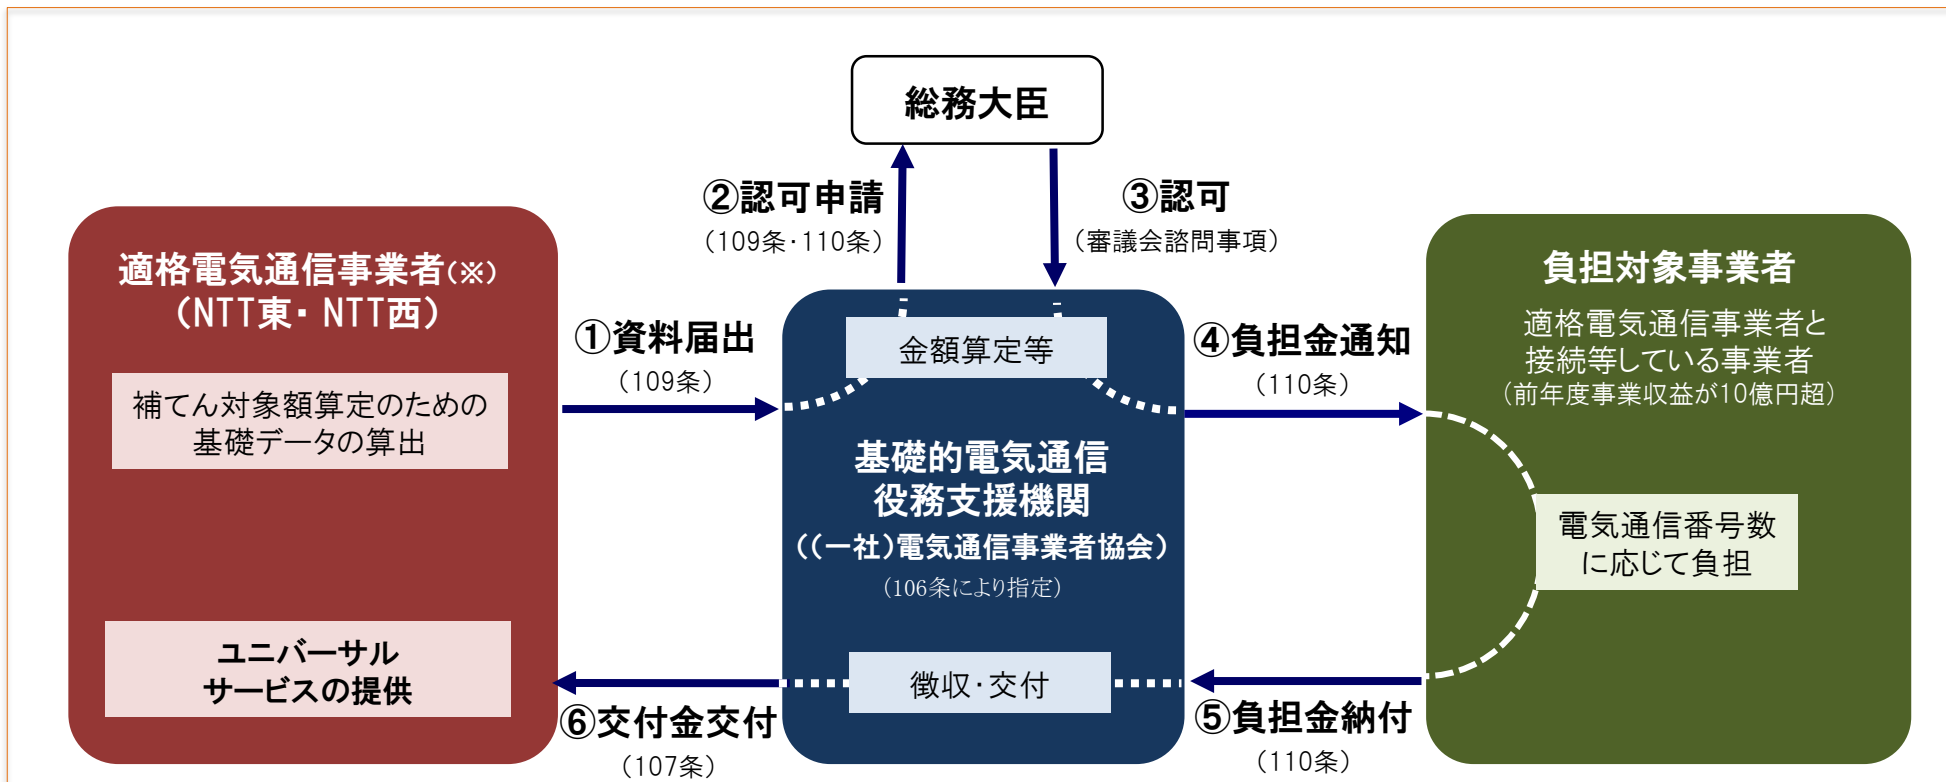 総務大臣
②認可申請
（109条・110条）
③認可
（審議会諮問事項）
適格電気通信事業者（※）
（NTT東・NTT西）
補てん対象額算定のための
基礎データの算出
ユニバーサル
サービスの提供
①資料届出
（109条）
金額算定等
基礎的電気通信
役務支援機関
（（一社）電気通信事業者協会）
（106条により指定）
徴収・交付
④負担金通知
（110条）
負担対象事業者
適格電気通信事業者と
接続等している事業者
（前年度事業収益が10億円超）
電気通信番号数
に応じて負担
⑤負担金納付
（110条）
⑥交付金交付
（107条）